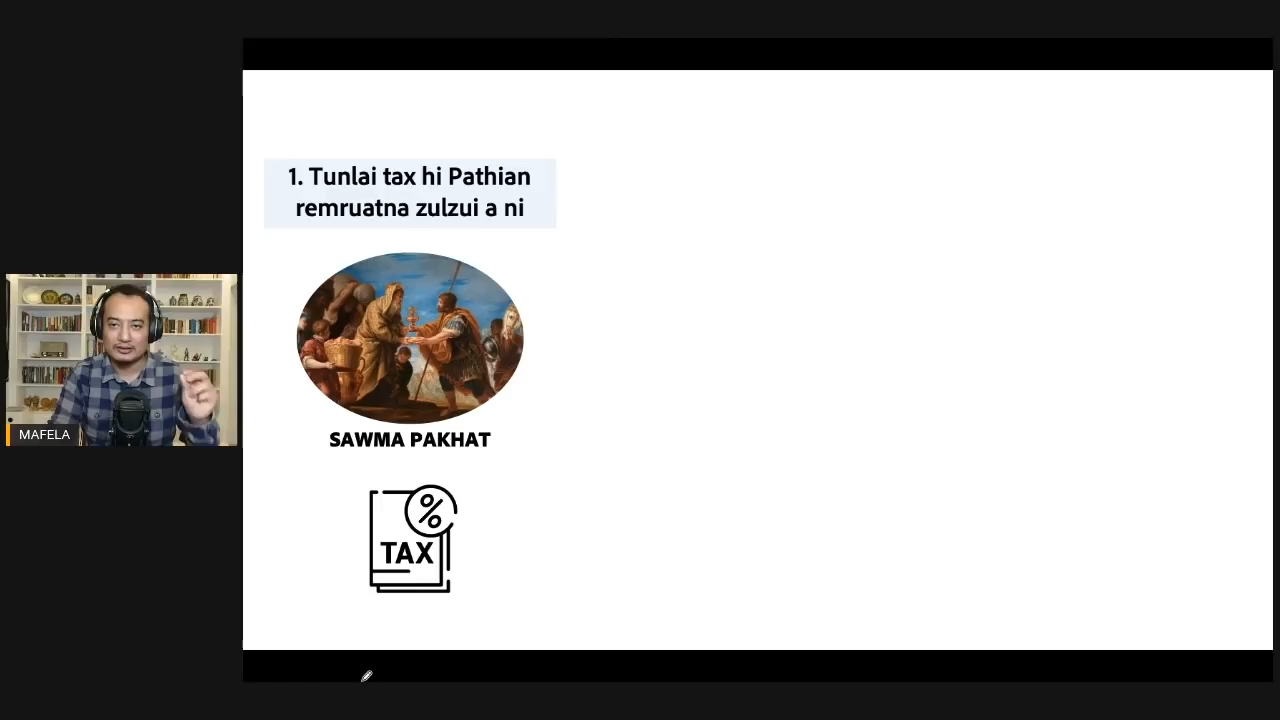 1. Tunlai tax hi Pathian
remruatna zulzui a ni
SAWMA PAKHAT
MAFELA
%
TAX